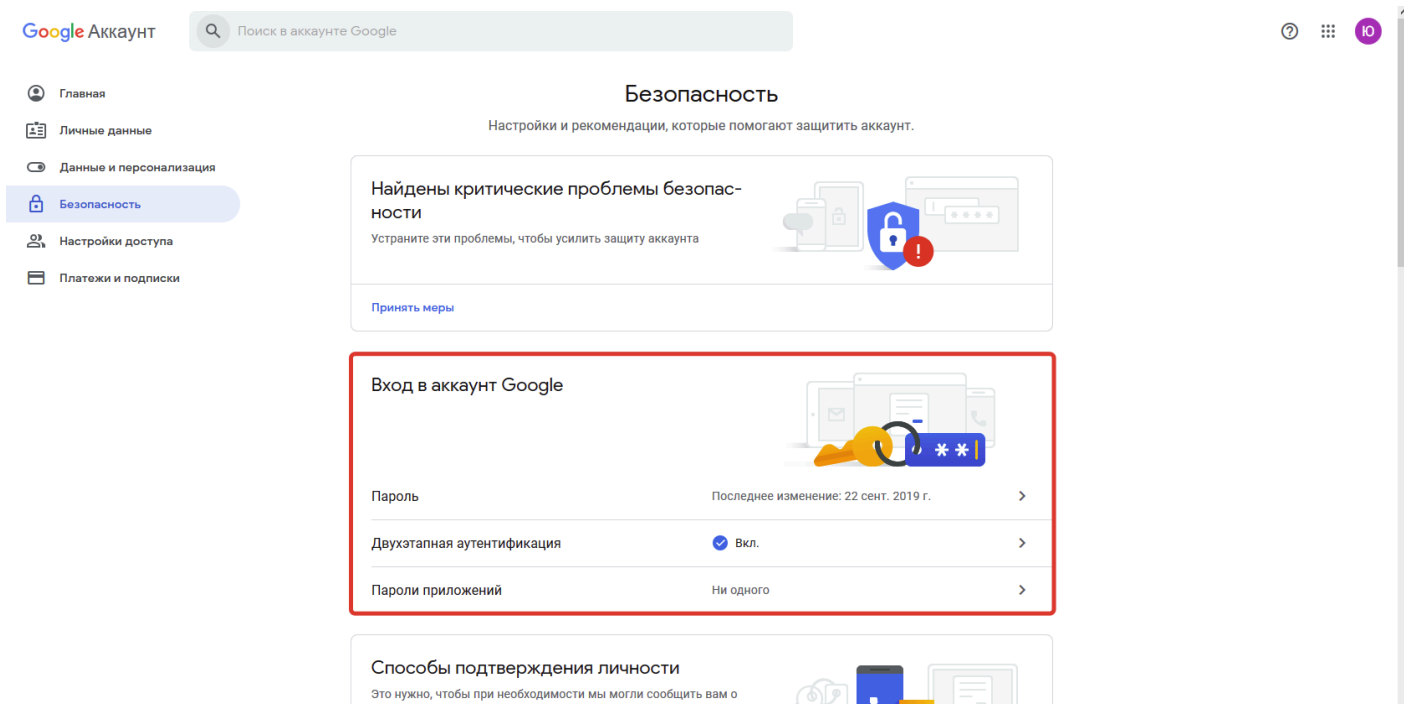 Google Аккаунт
Поиск в аккаунте Google
Ю
Главная
Личные данные
Данные и персонализация
Безопасность
Настройки доступа
Платежи и подписки
Безопасность
Настройки и рекомендации, которые помогают защитить аккаунт.
Найдены критические проблемы безопас-
ности
Устраните эти проблемы, чтобы усилить защиту аккаунта
Принять меры
Вход в аккаунт Google
Пароль Последнее изменение: 22 сент. 2019 г.
Двухэтапная аутентификация Вкл.
Пароли приложений Ни одного
Способы подтверждения личности
Это нужно, чтобы при необходимости мы могли сообщить вам о